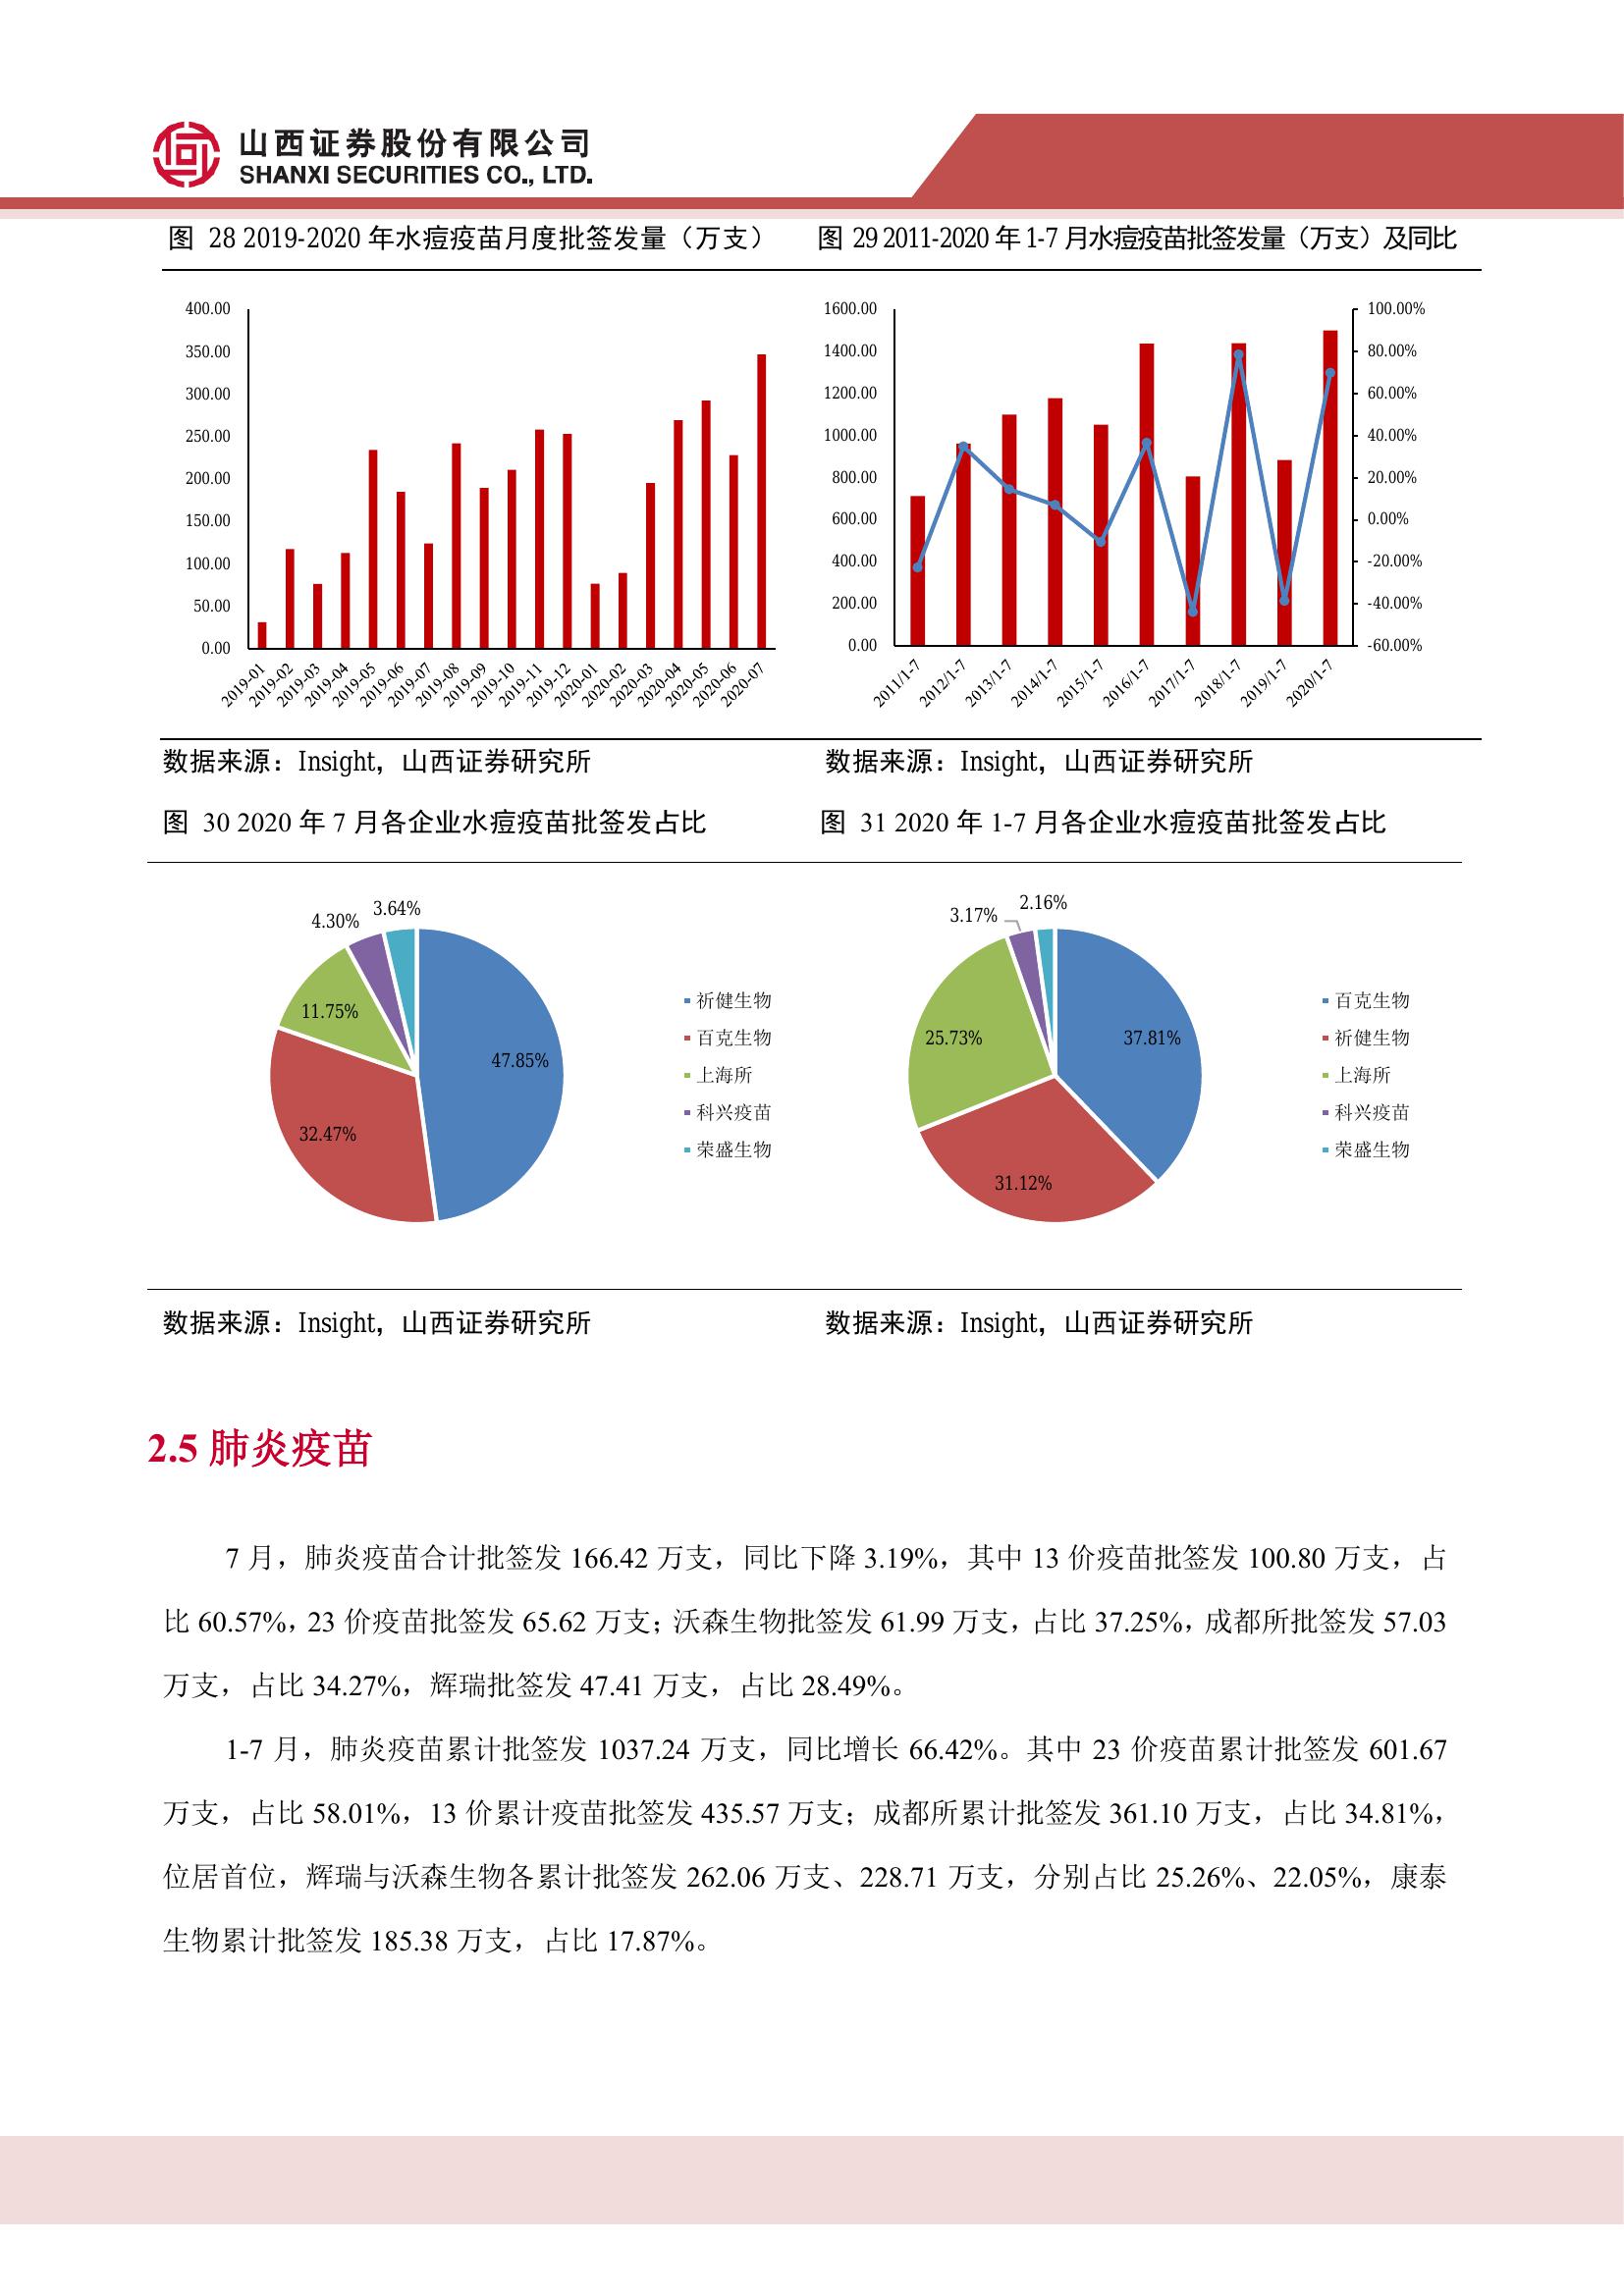 山西证券股份有限公司
SHANXI SECURITIES CO., LTD.
图 28 2019-2020 年水痘疫苗月度批签发量（万支）
图 29 2011-2020 年 1-7 月水痘疫苗批签发量（万支）及同比
400.00
350.00
300.00
250.00
200.00
150.00
100.00
50.00
0.00
2019-01
2019-02
2019-03
2019-04
2019-05
2019-06
2019-07
2019-08
2019-09
2019-10
2019-11
2019-12
2020-01
2020-02
2020-03
2020-04
2020-05
2020-06
2020-07
1600.00
1400.00
1200.00
1000.00
800.00
600.00
400.00
200.00
0.00
100.00%
80.00%
60.00%
40.00%
20.00%
0.00%
-20.00%
-40.00%
-60.00%
2011/1-7
2012/1-7
2013/1-7
2014/1-7
2015/1-7
2016/1-7
2017/1-7
2018/1-7
2019/1-7
2020/1-7
数据来源：Insight，山西证券研究所
数据来源：Insight，山西证券研究所
图 30 2020 年 7 月各企业水痘疫苗批签发占比
图 31 2020 年 1-7 月各企业水痘疫苗批签发占比
3.64%
4.30%
11.75%
47.85%
32.47%
祈健生物
百克生物
上海所
科兴疫苗
荣盛生物
2.16%
3.17%
25.73%
37.81%
31.12%
百克生物
祈健生物
上海所
科兴疫苗
荣盛生物
数据来源：Insight，山西证券研究所
数据来源：Insight，山西证券研究所
2.5 肺炎疫苗
7 月，肺炎疫苗合计批签发 166.42 万支，同比下降 3.19%，其中 13 价疫苗批签发 100.80 万支，占
比 60.57%，23 价疫苗批签发 65.62 万支；沃森生物批签发 61.99 万支，占比 37.25%，成都所批签发 57.03
万支，占比 34.27%，辉瑞批签发 47.41 万支，占比 28.49%。
1-7 月，肺炎疫苗累计批签发 1037.24 万支，同比增长 66.42%。其中 23 价疫苗累计批签发 601.67
万支，占比 58.01%，13 价累计疫苗批签发 435.57 万支；成都所累计批签发 361.10 万支，占比 34.81%，
位居首位，辉瑞与沃森生物各累计批签发 262.06 万支、228.71 万支，分别占比 25.26%、22.05%，康泰
生物累计批签发 185.38 万支，占比 17.87%。